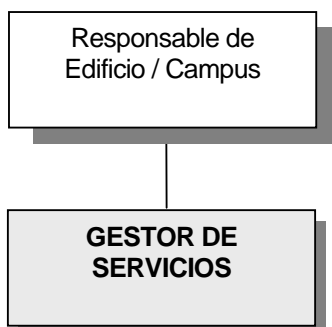 Responsable de
Edificio / Campus
GESTOR DE
SERVICIOS